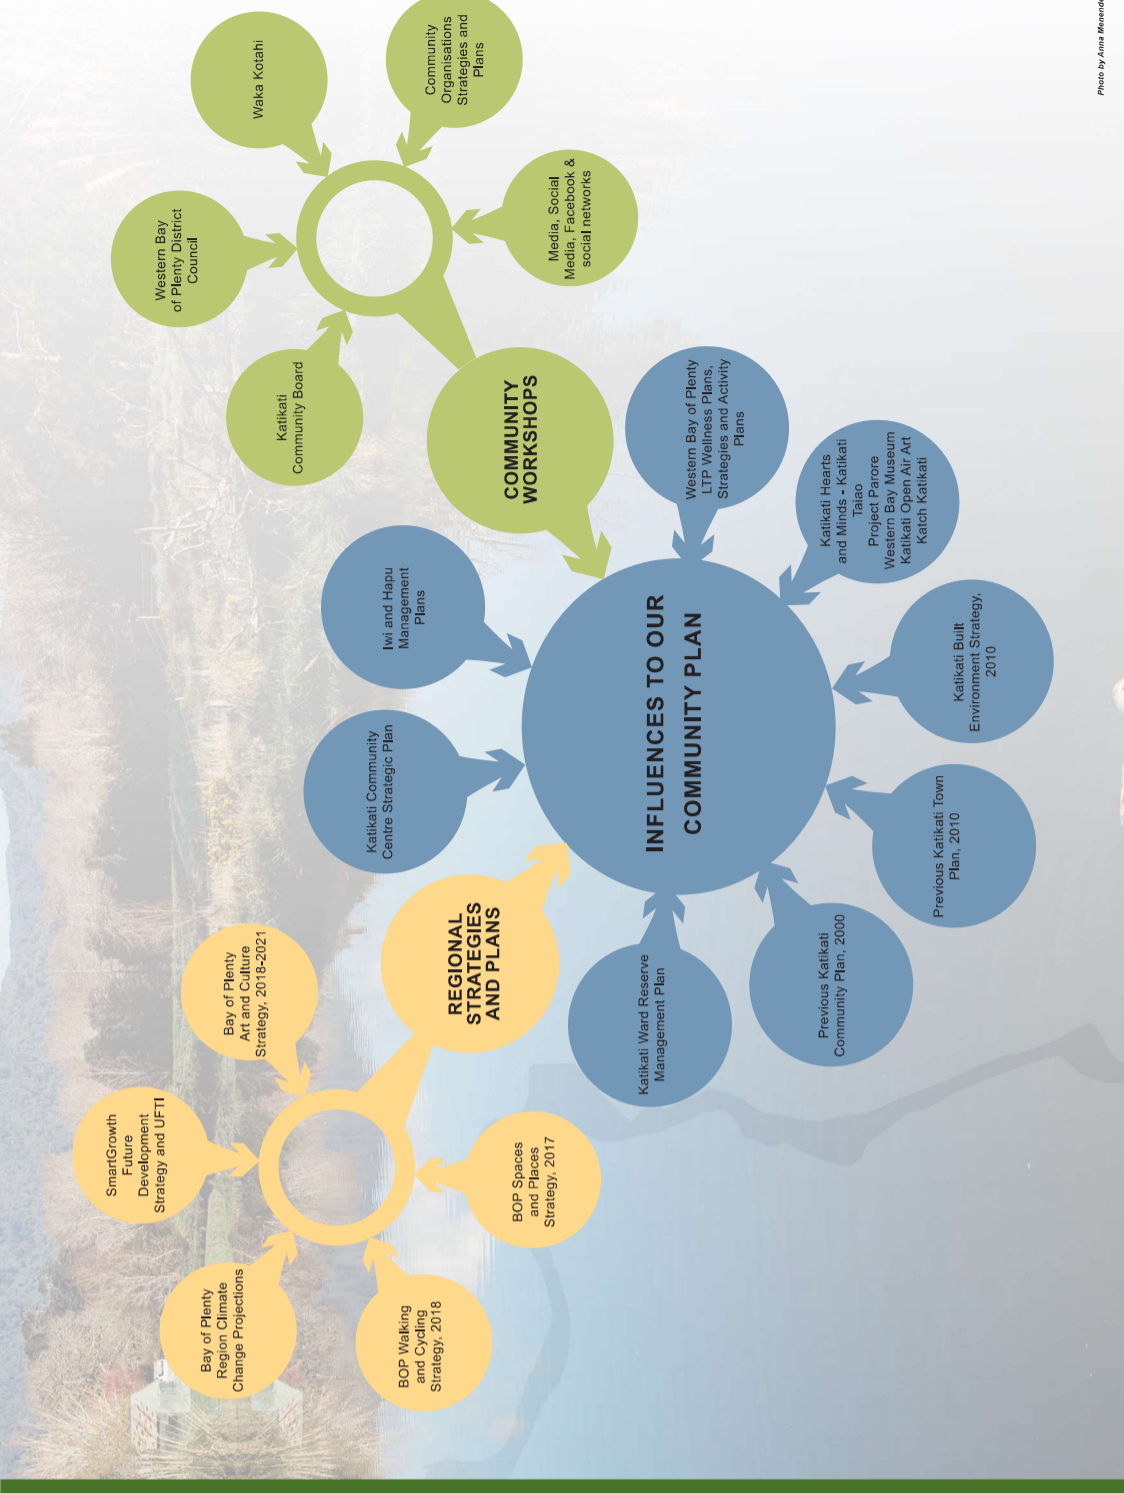 SmartGrowth
Future
Development
Strategy and UFTI
Bay of Plenty
Region Climate
Change Projections
Bay of Plenty
Art and Culture
Strategy, 2018-2021
BOP Walking
and Cycling
Strategy, 2018
BOP Spaces
and Places
Strategy, 2017
REGIONAL
STRATEGIES
AND PLANS
Western Bay
of Plenty District
Council
Waka Kotahi
Katikati
Community Board
Community
Organisations
Strategies and
Plans
Media, Social
Media, Facebook &
social networks
COMMUNITY
WORKSHOPS
Katikati Community
Centre Strategic Plan
Iwi and Hapu
Management
Plans
INFLUENCES TO OUR
COMMUNITY PLAN
Katikati Ward Reserve
Management Plan
Western Bay of Plenty
LTP Wellness Plans,
Strategies and Activity
Plans
Previous Katikati
Community Plan, 2000
Katikati Hearts
and Minds - Katikati
Taiao
Project Parore
Western Bay Museum
Katikati Open Air Art
Katch Katikati
Previous Katikati Town
Plan, 2010
Katikati Built
Environment Strategy,
2010
Photo by Anna Menende